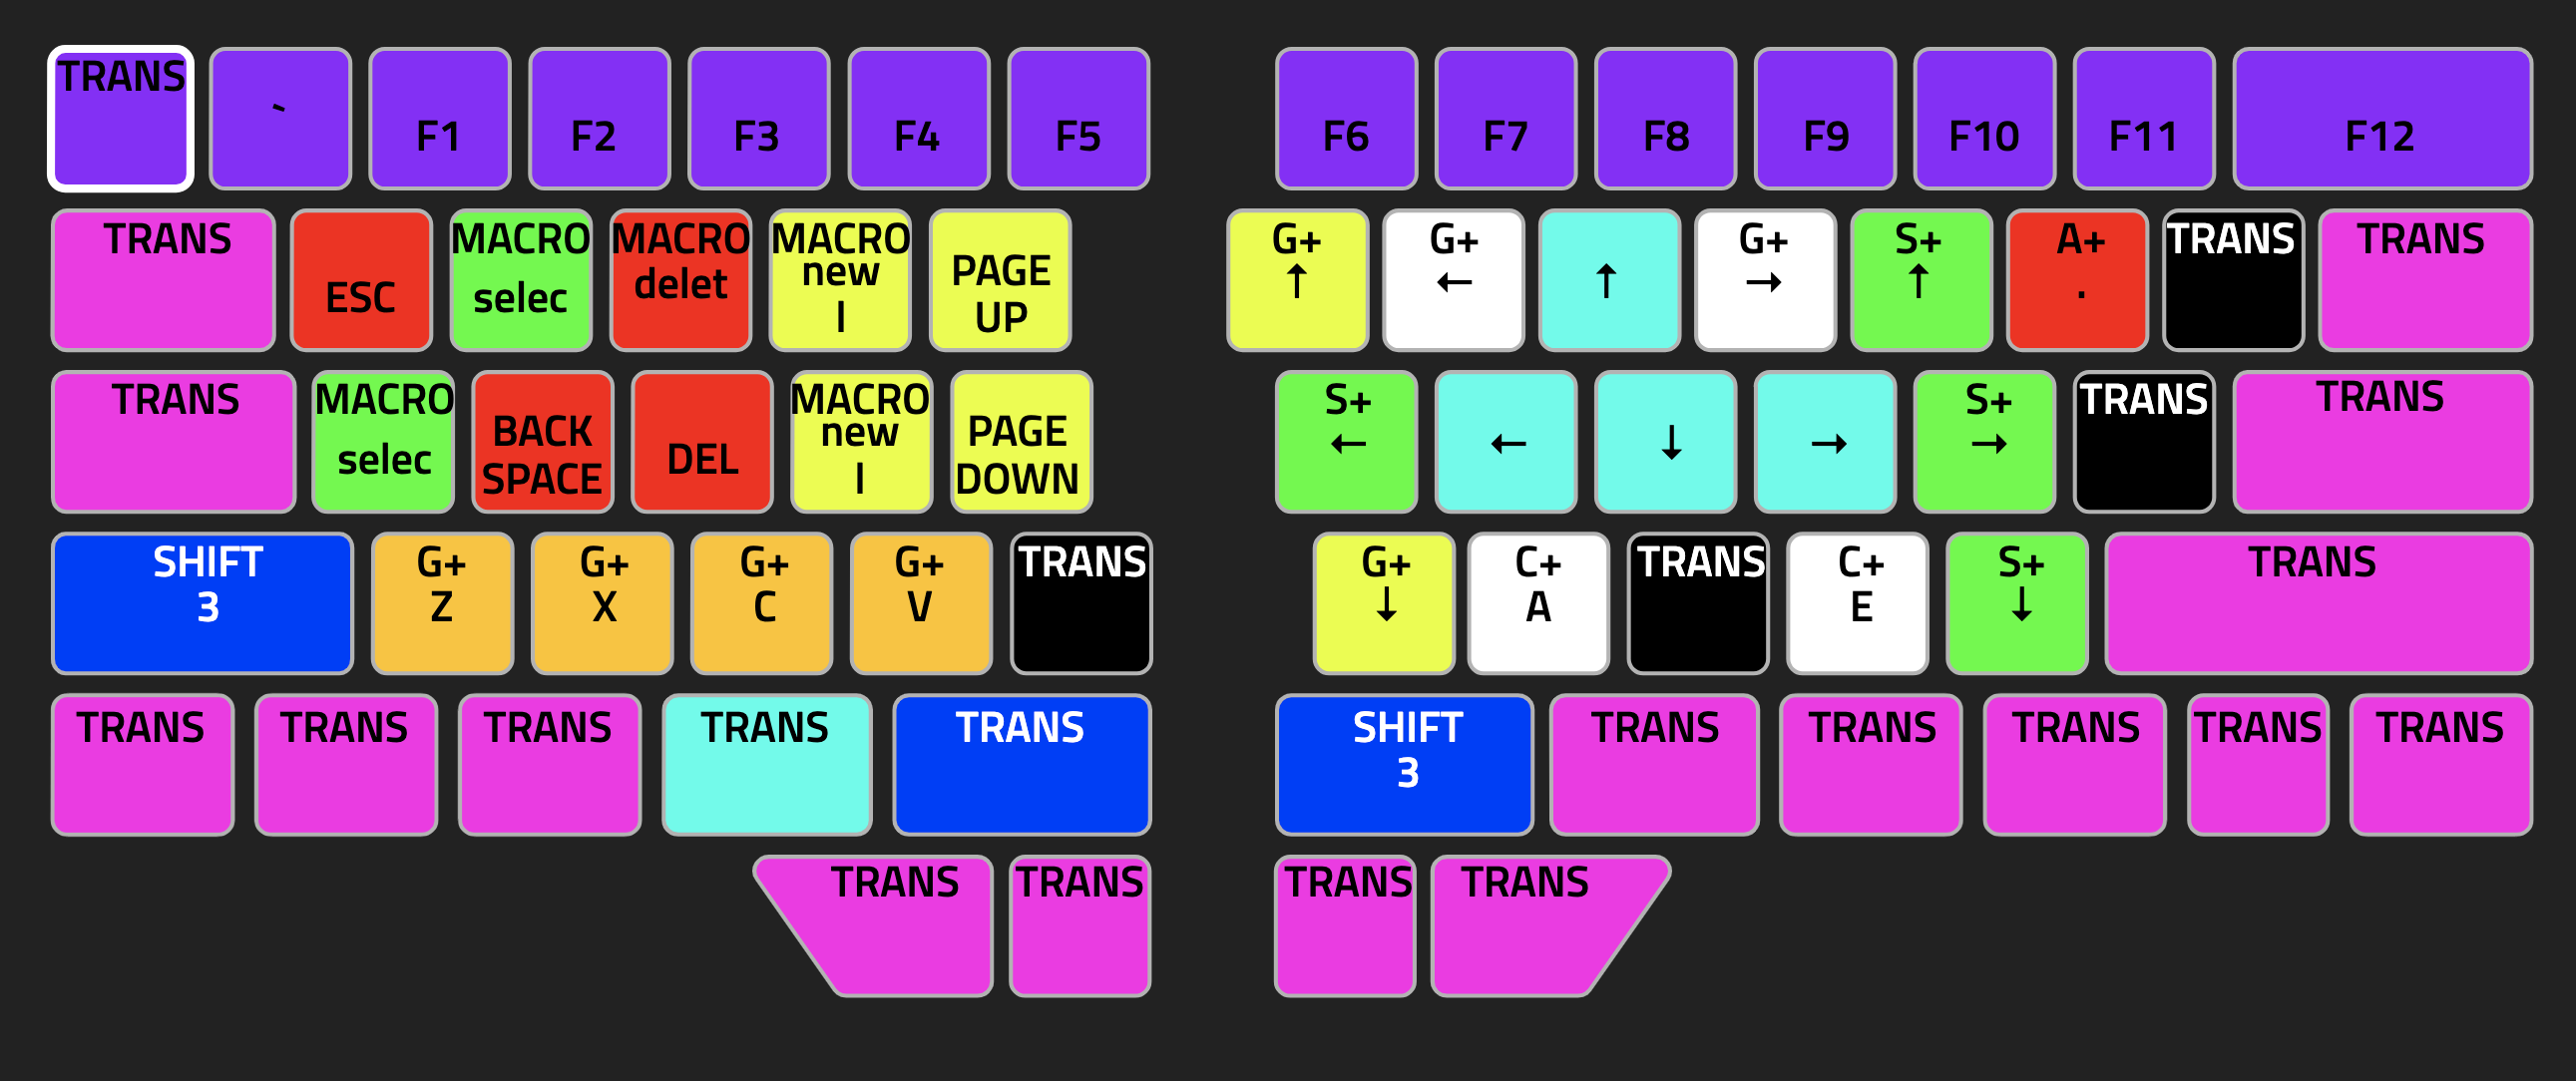 TRANS
`
F1
F2
F3
F4
F5
F6
F7
F8
F9
F10
F11
F12
TRANS
ESC
MACRO
selec
MACRO
delet
MACRO
new
l
PAGE
UP
G+
↑
G+
←
↑
G+
→
S+
↑
A+
.
TRANS
TRANS
TRANS
MACRO
selec
BACK
SPACE
DEL
MACRO
new
l
PAGE
DOWN
S+
←
←
↓
→
S+
→
TRANS
TRANS
SHIFT
3
G+
Z
G+
X
G+
C
G+
V
TRANS
G+
↓
C+
A
TRANS
C+
E
S+
↓
TRANS
TRANS
TRANS
TRANS
TRANS
TRANS
SHIFT
3
TRANS
TRANS
TRANS
TRANS
TRANS
TRANS
TRANS
TRANS
TRANS